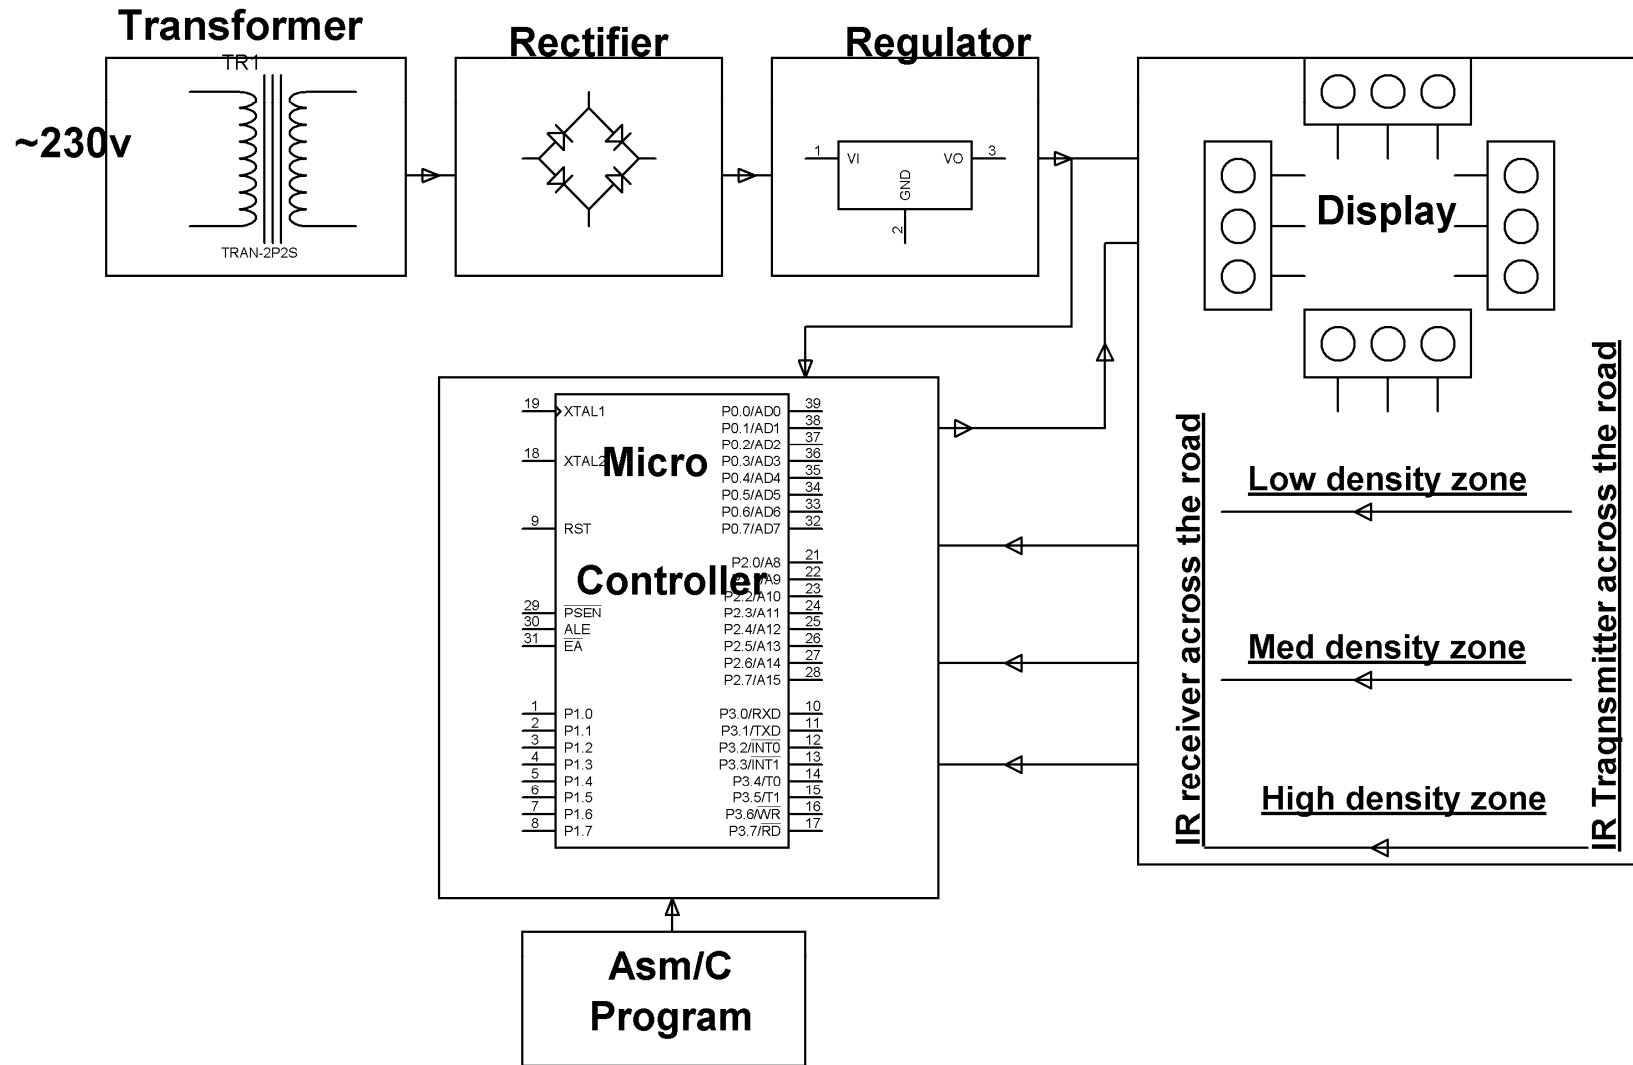 Transformer
Rectifier
Regulator
TR1
~230v
TRAN-2P2S
1
VI
VO
3
GND
2
Display
19
XTAL1
18
XTAL2
9
RST
29
PSEN
30
ALE
31
EA
1
P1.0
2
P1.1
3
P1.2
4
P1.3
5
P1.4
6
P1.5
7
P1.6
8
P1.7
Micro
Controller
P0.0/AD0
39
P0.1/AD1
38
P0.2/AD2
37
P0.3/AD3
36
P0.4/AD4
35
P0.5/AD5
34
P0.6/AD6
33
P0.7/AD7
32
P2.0/A8
21
22
P2.2/A10
23
P2.3/A11
24
P2.4/A12
25
P2.5/A13
26
P2.6/A14
27
P2.7/A15
28
P3.0/RXD
10
P3.1/TXD
11
P3.2/INT0
12
P3.3/INT1
13
P3.4/T0
14
P3.5/T1
15
P3.6/WR
16
P3.7/RD
17
IR receiver across the road
Low density zone
Med density zone
High density zone
IR Traqnsmitter across the road
Asm/C
Program